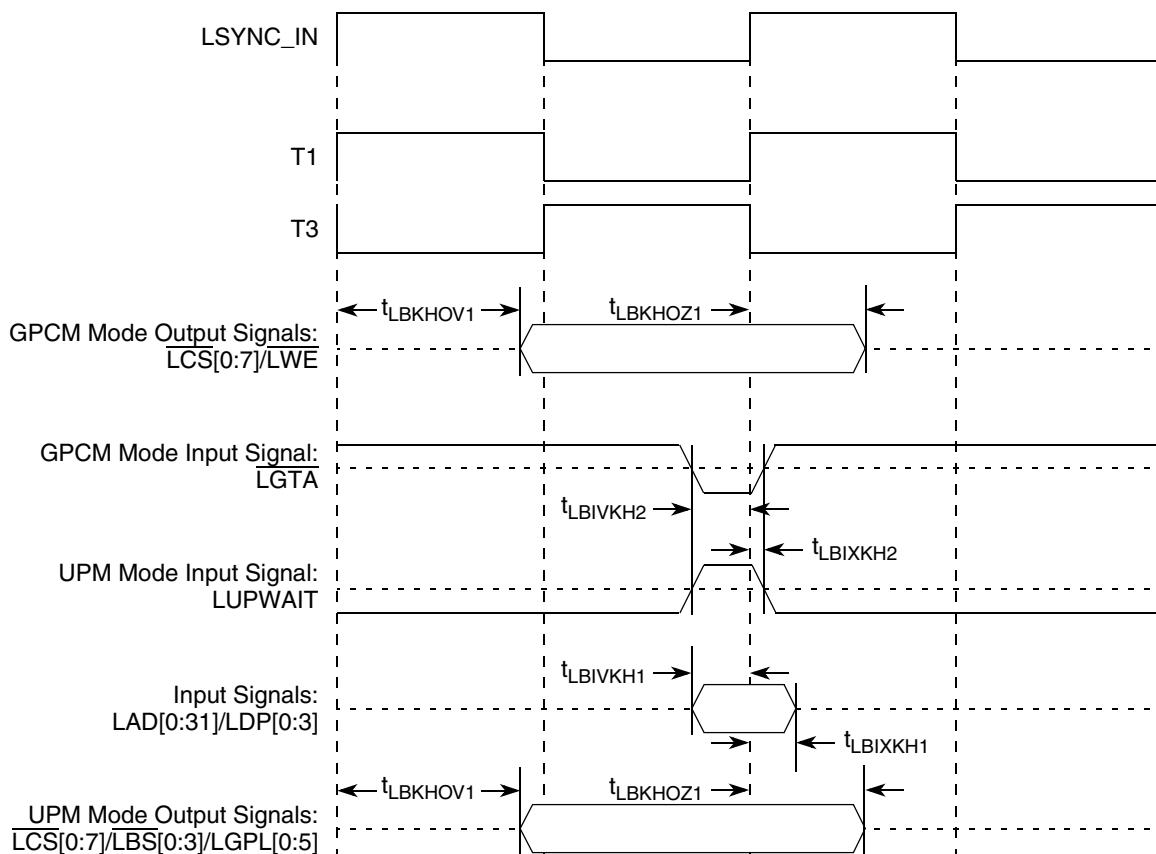 LSYNC_IN
T1
T3
tLBKHOV1
tLBKHOZ1
GPCM Mode Output Signals:
LCS[0:7]/LWE
GPCM Mode Input Signal:
LGTA
tLBIVKH2
tLBIXKH2
UPM Mode Input Signal:
LUPWAIT
tLBIVKH1
Input Signals:
LAD[0:31]/LDP[0:3]
tLBIXKH1
tLBKHOV1
tLBKHOZ1
UPM Mode Output Signals:
LCS[0:7]/LBS[0:3]/LGPL[0:5]